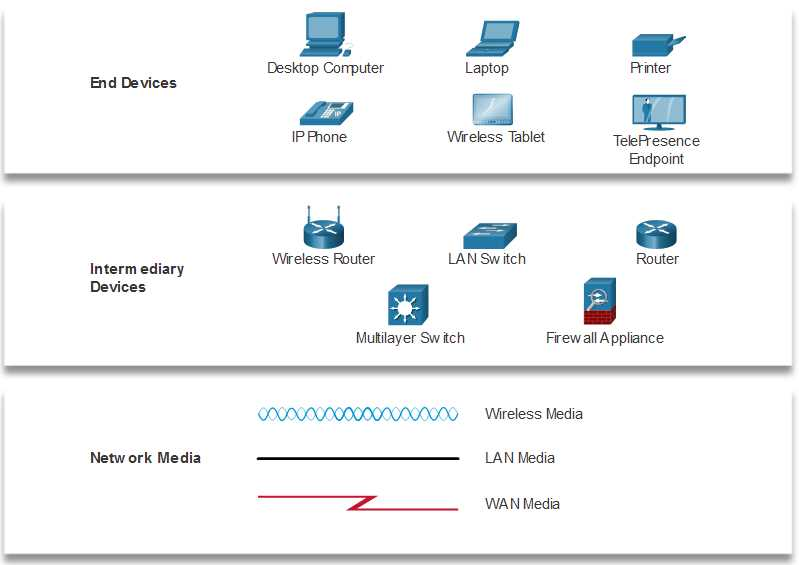 Desktop Computer
Laptop
Printer
End Devices
IP Phone
Wireless Tablet
TelePresence
Endpoint
Wireless Router
LAN Switch
Router
Intermediary
Devices
Multilayer Switch
Firewall Appliance
Wireless Media
Network Media
LAN Media
WAN Media